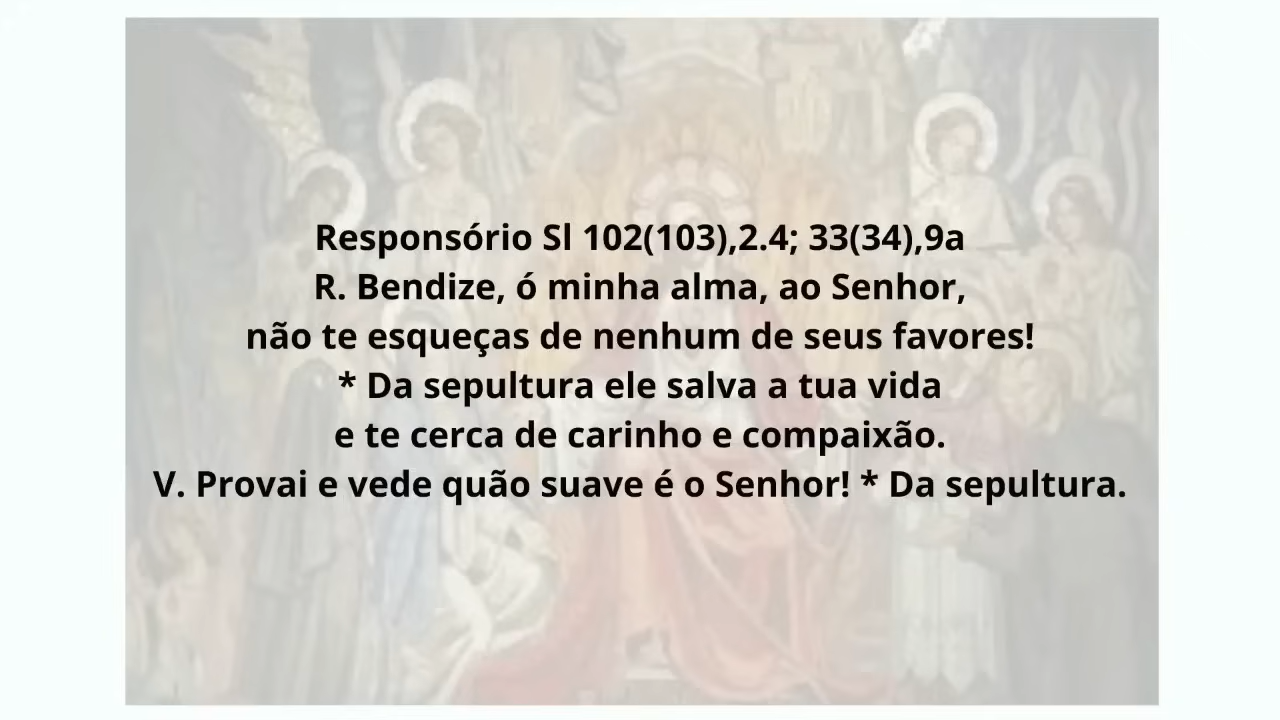 Responsório Sl 102(103),2.4; 33(34),9a
R. Bendize, ó minha alma, ao Senhor,
não te esqueças de nenhum de seus favores!
* Da sepultura ele salva a tua vida
e te cerca de carinho e compaixão.
V. Provai e vede quão suave é o Senhor! * Da sepultura.